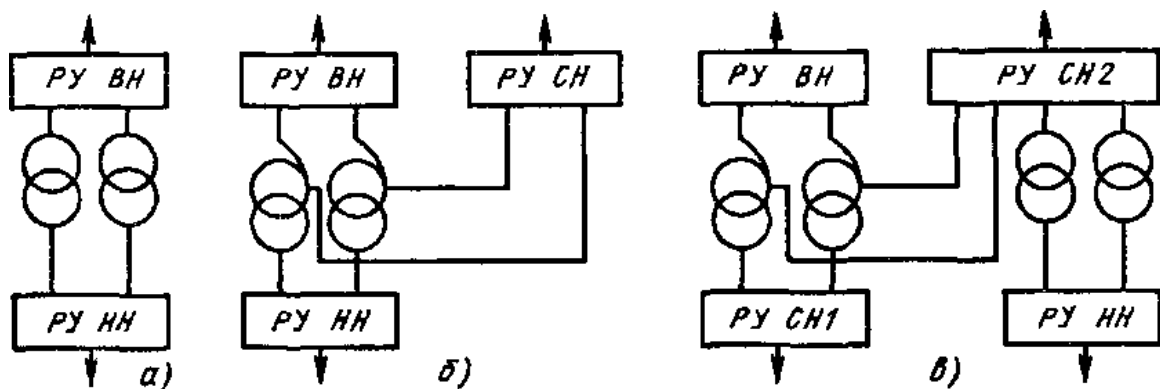 РУ ВН
РУ НН
а)
РУ ВН
РУ СН
РУ НН
б)
РУ ВН
РУ СН2
РУ СН1
РУ НН
в)